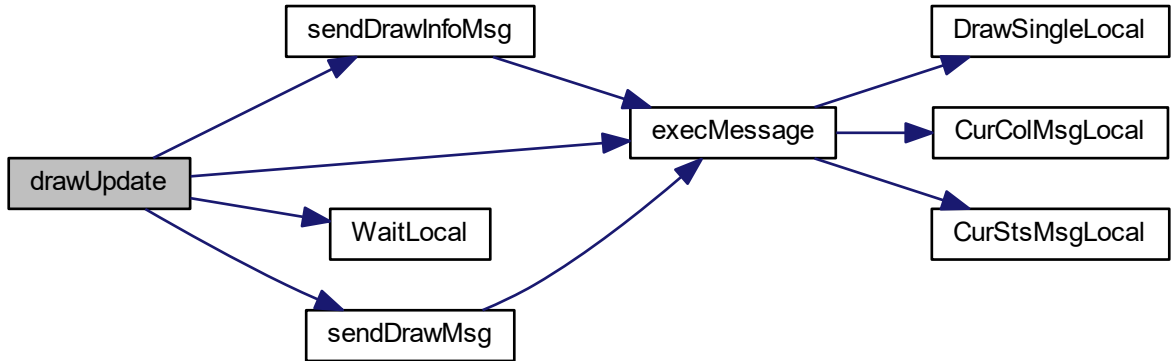 sendDrawInfoMsg
DrawSingleLocal
execMessage
CurColMsgLocal
drawUpdate
WaitLocal
CurStsMsgLocal
sendDrawMsg